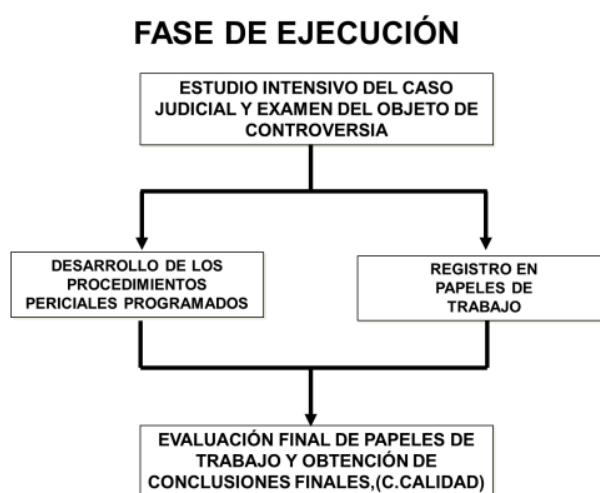 FASE DE EJECUCIÓN
ESTUDIO INTENSIVO DEL CASO
JUDICIAL Y EXAMEN DEL OBJETO DE
CONTROVERSIA
DESARROLLO DE LOS
PROCEDIMIENTOS
PERICIALES PROGRAMADOS
REGISTRO EN
PAPELES DE
TRABAJO
EVALUACIÓN FINAL DE PAPELES DE
TRABAJO Y OBTENCIÓN DE
CONCLUSIONES FINALES,(C.CALIDAD)